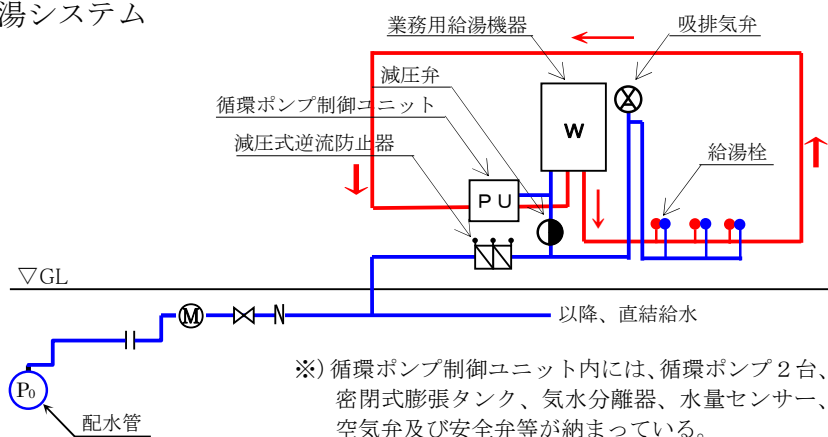 湯システム
業務用給湯機器
吸排気弁
減圧弁
循環ポンプ制御ユニット
W
減圧式逆流防止器
給湯栓
PU
▽GL
M
以降、直結給水
P0
配水管
※)循環ポンプ制御ユニット内には、循環ポンプ2台、
密閉式膨張タンク、気水分離器、水量センサー、
空気弁及び安全弁等が納まっている。